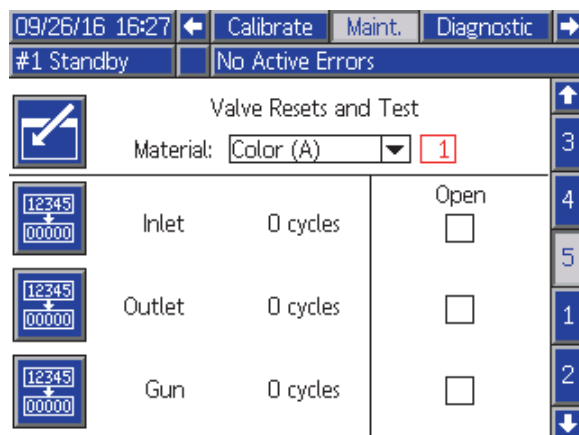 09/26/16 16:27 Calibrate Maint. Diagnostic
#1 Standby No Active Errors
Valve Resets and Test
Material: Color (A) 1
3
Open
4
12345
00000
Inlet 0 cycles
5
12345
00000
Outlet 0 cycles
1
12345
00000
Gun 0 cycles
2